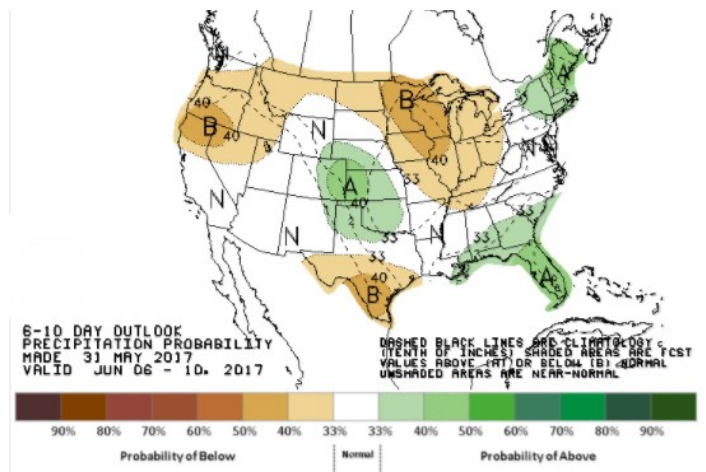 A
B
40
B
40
40
N
N
33
A
40
33
N
N
N
33
33
33
40
B
A
6-10 DAY OUTLOOK
PRECIPITATION PROBABILITY
MADE 31 MAY 2017
VALID JUN 06 - 10, 2017
DASHED BLACK LINES ARE CLIMATOLOGY
(TENTH OF INCHES) SHADED AREAS ARE FCST
VALUES ABOVE (A) OR BELOW (B) NORMAL
UNSHADED AREAS ARE NEAR-NORMAL
90% 80% 70% 60% 50% 40% 33% 33% 40% 50% 60% 70% 80% 90%
Probability of Below Normal Probability of Above